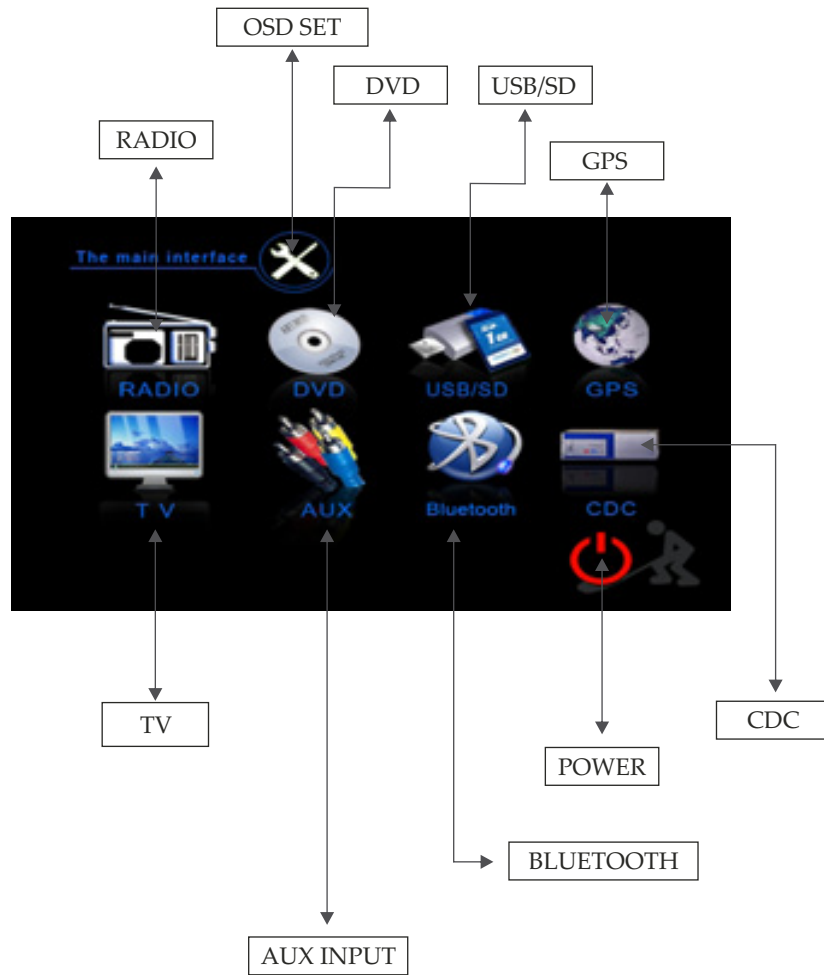 OSD SET
DVD
USB/SD
RADIO
GPS
The main interface
RADIO
DVD
USB/SD
GPS
TV
AUX
Bluetooth
CDC
TV
CDC
POWER
BLUETOOTH
AUX INPUT